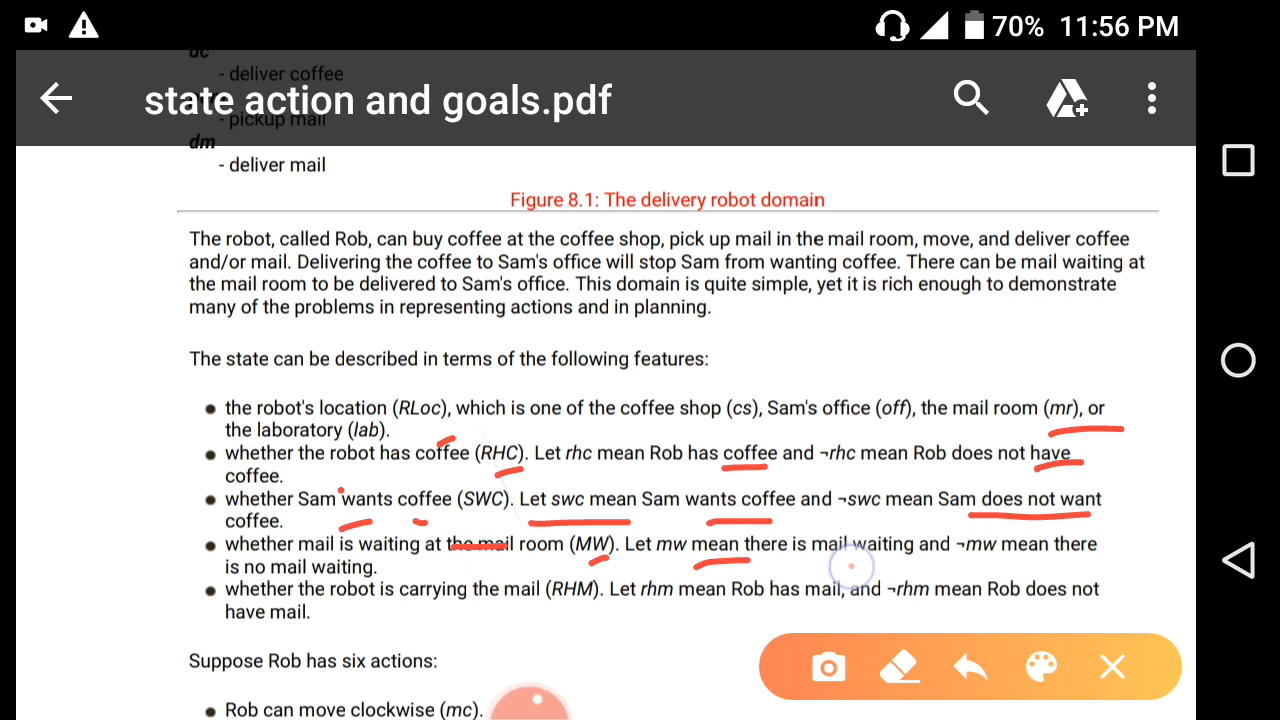 70% 11:56 PM
dc
- deliver coffee
state action and goals.pdf
- pickup mail
dm
- deliver mail
Figure 8.1: The delivery robot domain
The robot, called Rob, can buy coffee at the coffee shop, pick up mail in the mail room, move, and deliver coffee
and/or mail. Delivering the coffee to Sam's office will stop Sam from wanting coffee. There can be mail waiting at
the mail room to be delivered to Sam's office. This domain is quite simple, yet it is rich enough to demonstrate
many of the problems in representing actions and in planning.
The state can be described in terms of the following features:
the robot's location (RLoc), which is one of the coffee shop (cs), Sam's office (off), the mail room (mr), or
the laboratory (lab).
whether the robot has coffee (RHC). Let rhc mean Rob has coffee and ¬rhc mean Rob does not have
coffee.
whether Sam wants coffee (SWC). Let swc mean Sam wants coffee and ¬swc mean Sam does not want
coffee.
whether mail is waiting at the mail room (MW). Let mw mean there is mail waiting and ¬mw mean there
is no mail waiting.
whether the robot is carrying the mail (RHM). Let rhm mean Rob has mail, and ¬rhm mean Rob does not
have mail.
Suppose Rob has six actions:
Rob can move clockwise (mc).